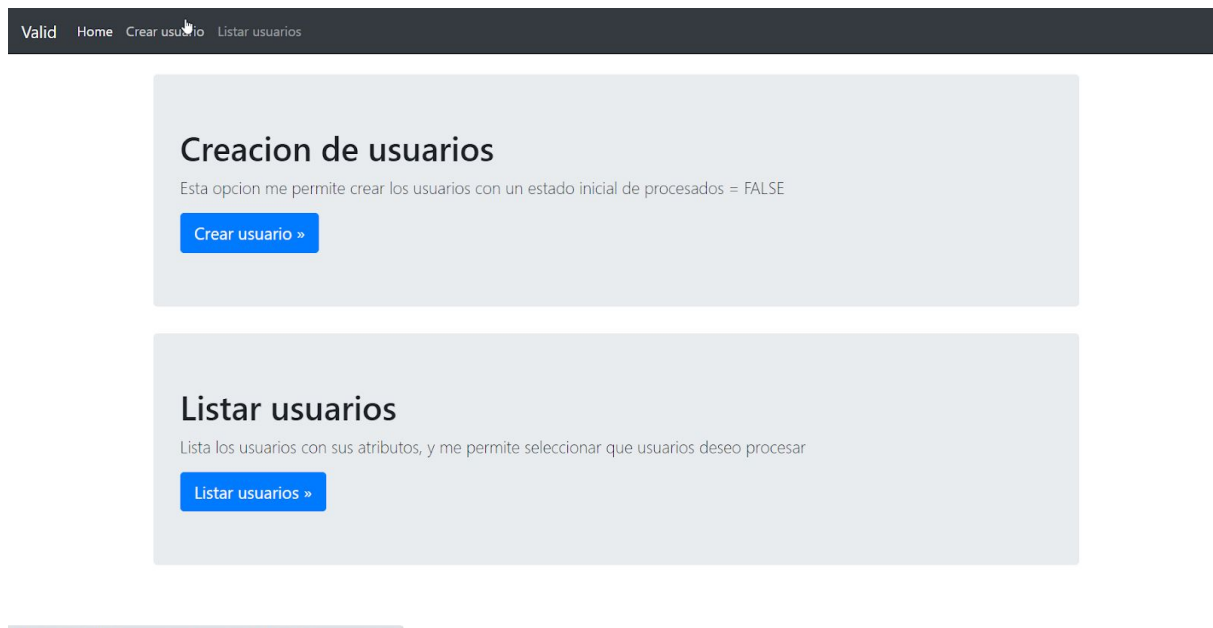 Valid Home Crear usuario Listar usuarios
Creacion de usuarios
Esta opcion me permite crear los usuarios con un estado inicial de procesados = FALSE
Crear usuario »
Listar usuarios
Lista los usuarios con sus atributos, y me permite seleccionar que usuarios deseo procesar
Listar usuarios »